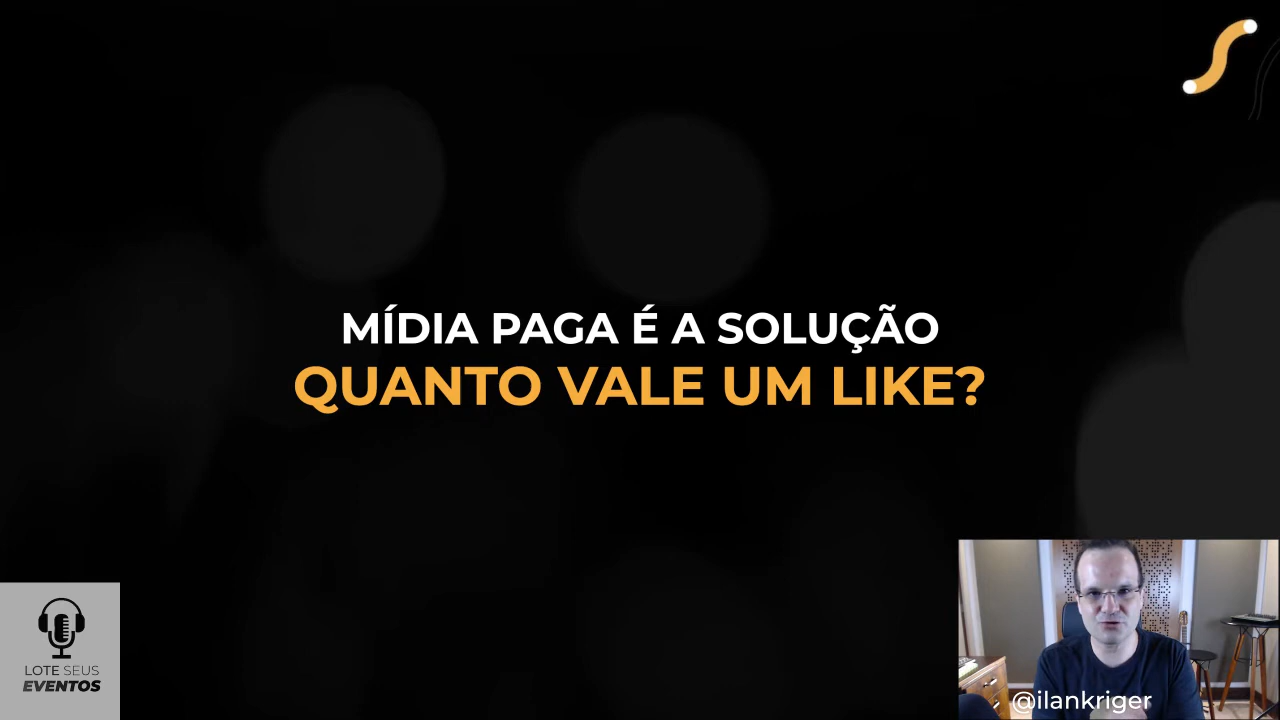 MÍDIA PAGA É A SOLUÇÃO
QUANTO VALE UM LIKE?
LOTE SEUS
EVENTOS
@ilankriger